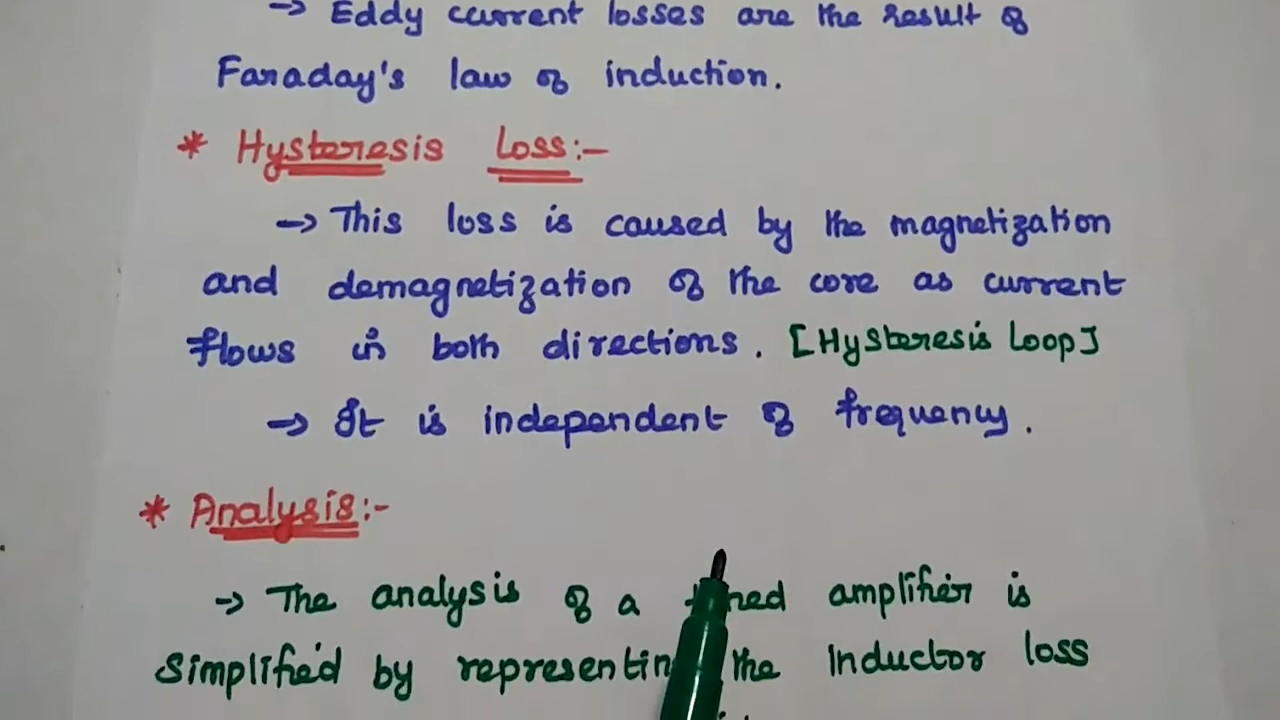 → Eddy current losses are the result of
Faraday's law of induction.
* Hysteresis Loss:-
→ This loss is caused by the magnetization
and demagnetization of the core as current
flows in both directions. [Hysteresis Loop]
→ It is independent of frequency.
* Analysis:-
→ The analysis of a tuned amplifier is
simplified by representing the inductor loss